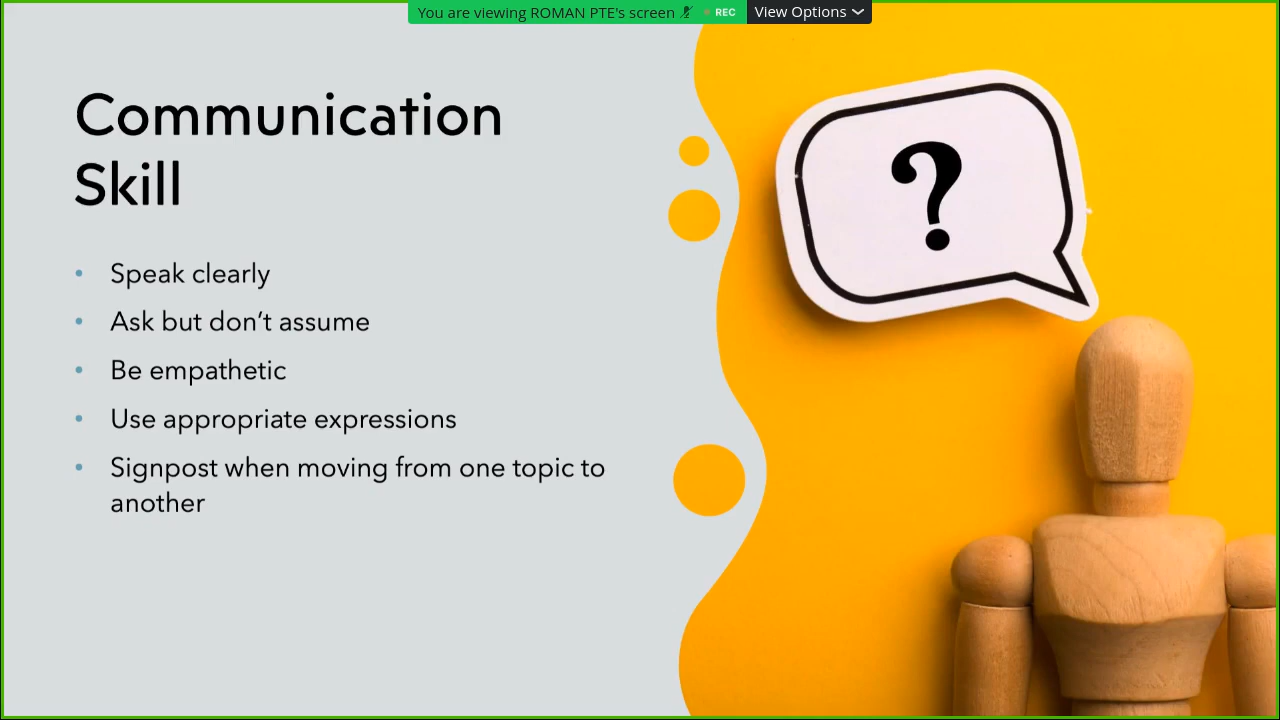 You are viewing ROMAN PTE's screen REC View Options
Communication
Skill
• Speak clearly
• Ask but don’t assume
• Be empathetic
• Use appropriate expressions
• Signpost when moving from one topic to
another
?